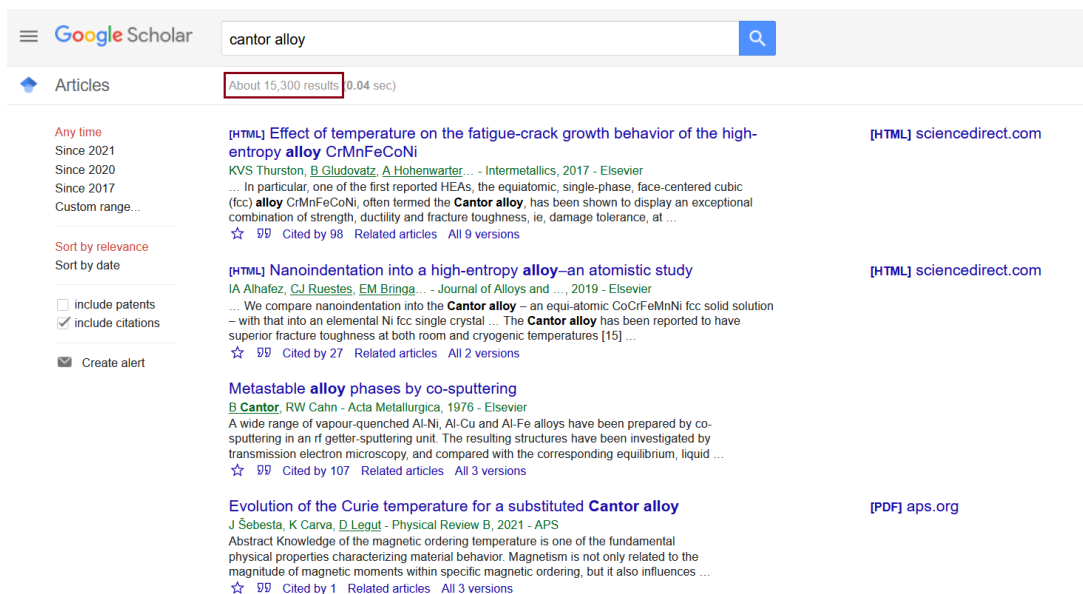 Google Scholar
cantor alloy
Articles
About 15,300 results (0.04 sec)
Any time
Since 2021
Since 2020
Since 2017
Custom range...
Sort by relevance
Sort by date
include patents
include citations
Create alert
[HTML] Effect of temperature on the fatigue-crack growth behavior of the high-
entropy alloy CrMnFeCoNi
[HTML] sciencedirect.com
KVS Thurston, B Gludovatz, A Hohenwarter... - Intermetallics, 2017 - Elsevier
... In particular, one of the first reported HEAs, the equiatomic, single-phase, face-centered cubic
(fcc) alloy CrMnFeCoNi, often termed the Cantor alloy, has been shown to display an exceptional
combination of strength, ductility and fracture toughness, ie, damage tolerance, at ...
Cited by 98 Related articles All 9 versions
[HTML] Nanoindentation into a high-entropy alloy–an atomistic study
[HTML] sciencedirect.com
IA Alhafez, CJ Ruestes, EM Bringa... - Journal of Alloys and ..., 2019 - Elsevier
... We compare nanoindentation into the Cantor alloy – an equi-atomic CoCrFeMnNi fcc solid solution
– with that into an elemental Ni fcc single crystal ... The Cantor alloy has been reported to have
superior fracture toughness at both room and cryogenic temperatures [15] ...
Cited by 27 Related articles All 2 versions
Metastable alloy phases by co-sputtering
B Cantor, RW Cahn - Acta Metallurgica, 1976 - Elsevier
A wide range of vapour-quenched Al-Ni, Al-Cu and Al-Fe alloys have been prepared by co-
sputtering in an rf getter-sputtering unit. The resulting structures have been investigated by
transmission electron microscopy, and compared with the corresponding equilibrium, liquid ...
Cited by 107 Related articles All 3 versions
Evolution of the Curie temperature for a substituted Cantor alloy
[PDF] aps.org
J Šebesta, K Carva, D Legut - Physical Review B, 2021 - APS
Abstract Knowledge of the magnetic ordering temperature is one of the fundamental
physical properties characterizing material behavior. Magnetism is not only related to the
magnitude of magnetic moments within specific magnetic ordering, but it also influences ...
Cited by 1 Related articles All 3 versions